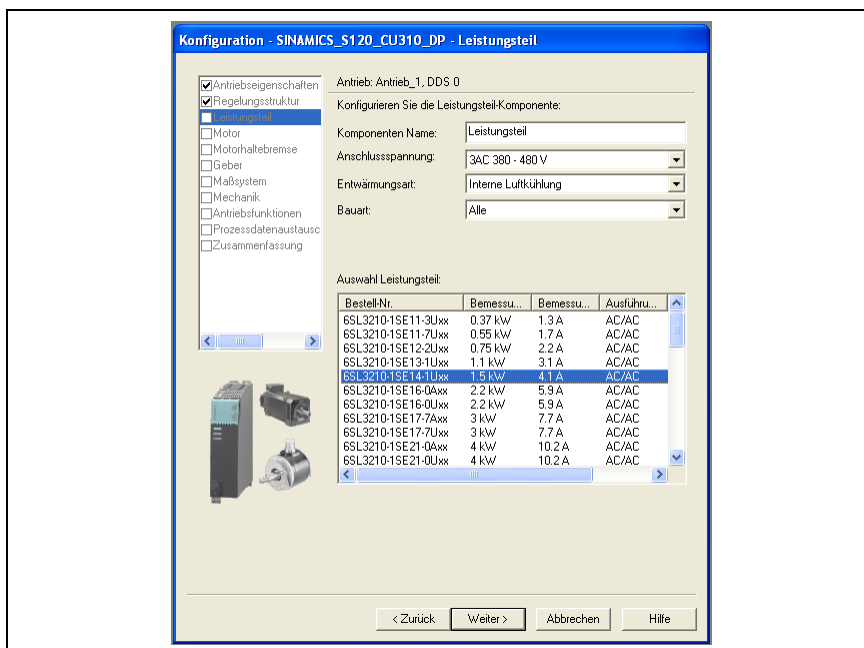 Konfiguration - SINAMICS_S120_CU310_DP - Leistungsteil
Antriebseigenschaften
Regelungsstruktur
Leistungsteil
Motor
Motorhaltebremse
Geber
Maßsystem
Mechanik
Antriebsfunktionen
Prozessdatenaustausc
Zusammenfassung
Antrieb: Antrieb_1, DDS 0
Konfigurieren Sie die Leistungsteil-Komponente:
Komponenten Name: Leistungsteil
Anschlussspannung: 3AC 380 - 480 V
Entwärmungsart: Interne Luftkühlung
Bauart: Alle
Auswahl Leistungsteil:
Bestell-Nr. Bemessu... Bemessu... Ausführu...
6SL3210-1SE11-3Uxx 0.37 kW 1.3 A AC/AC
6SL3210-1SE11-7Uxx 0.55 kW 1.7 A AC/AC
6SL3210-1SE12-2Uxx 0.75 kW 2.2 A AC/AC
6SL3210-1SE13-1Uxx 1.1 kW 3.1 A AC/AC
6SL3210-1SE14-1Uxx 1.5 kW 4.1 A AC/AC
6SL3210-1SE16-0Axx 2.2 kW 5.9 A AC/AC
6SL3210-1SE16-0Uxx 2.2 kW 5.9 A AC/AC
6SL3210-1SE17-7Axx 3 kW 7.7 A AC/AC
6SL3210-1SE17-7Uxx 3 kW 7.7 A AC/AC
6SL3210-1SE21-0Axx 4 kW 10.2 A AC/AC
6SL3210-1SE21-0Uxx 4 kW 10.2 A AC/AC
< Zurück Weiter > Abbrechen Hilfe